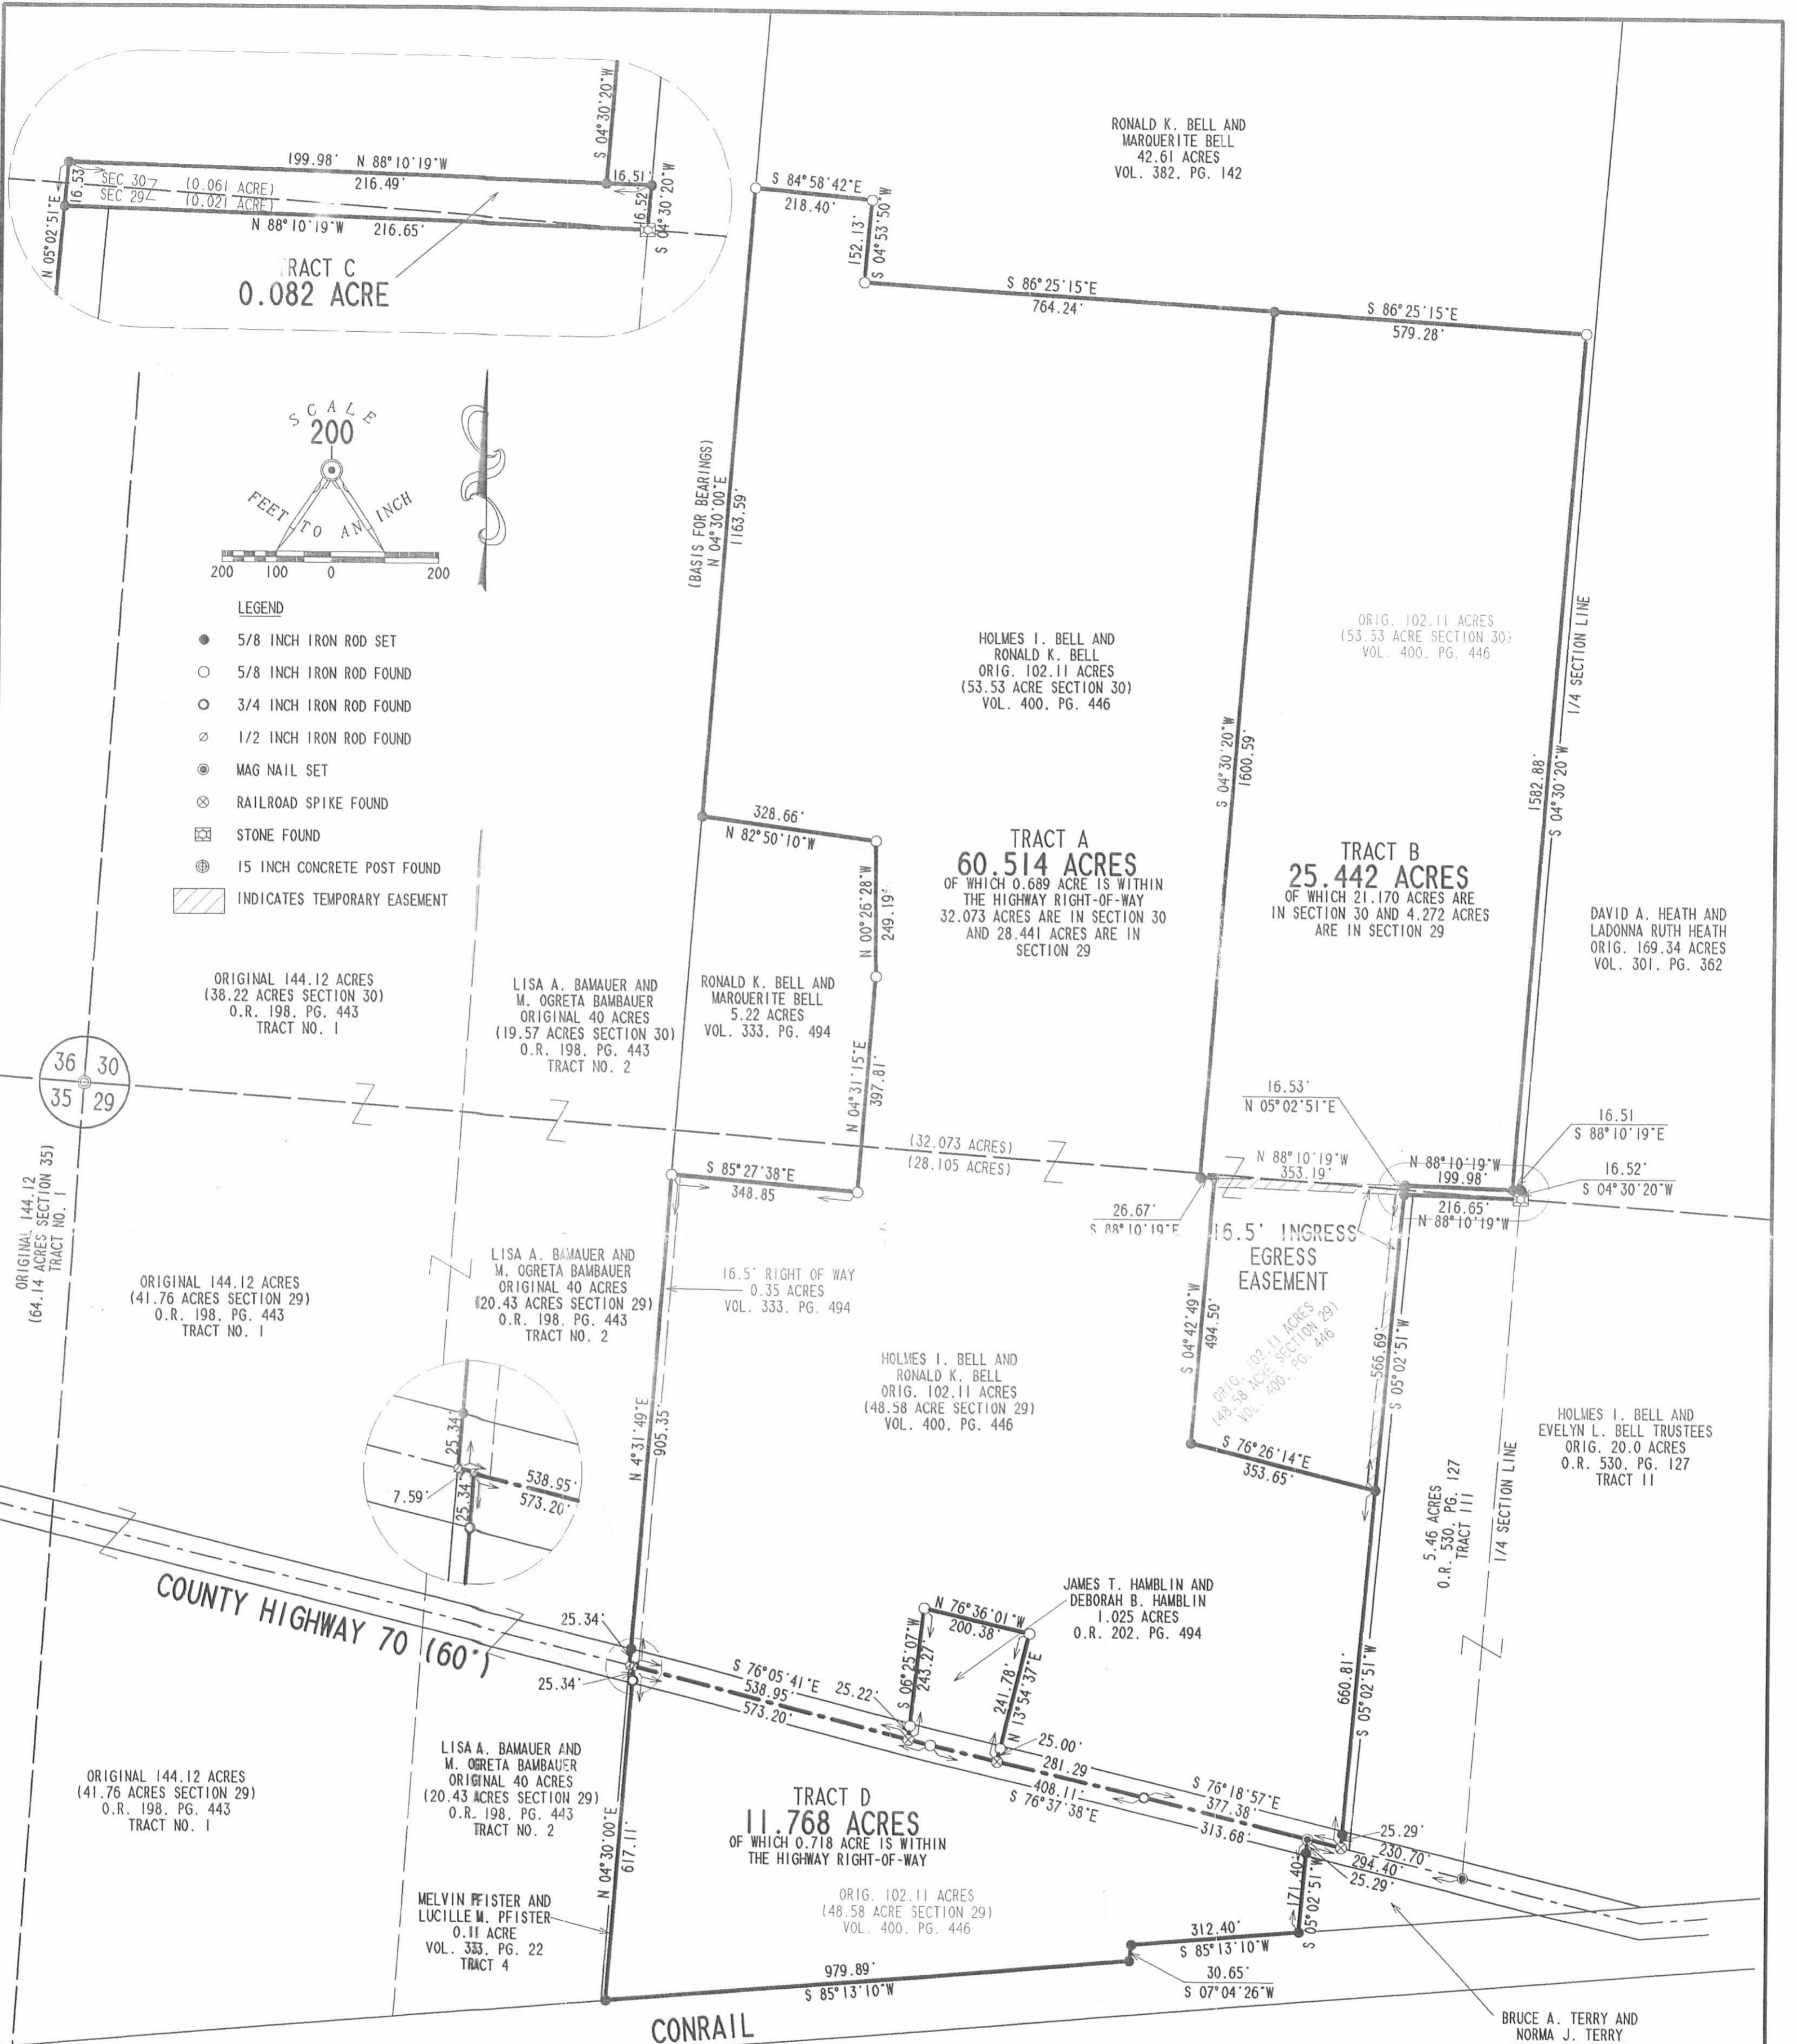 S 04°30'20"W
199.98' N 88°10'19"W
16.51'
216.49'
16.53'
SEC 30 (0.061 ACRE)
SEC 29 (0.021 ACRE)
16.52'
S 04°30'20"W
N 05°02'51"E
N 88°10'19"W 216.65'
RACT C
0.082 ACRE
RONALD K. BELL AND
MARQUERITE BELL
42.61 ACRES
VOL. 382, PG. 142
S 84°58'42"E
218.40'
152.13'
S 04°53'50"W
S 86°25'15"E
764.24'
S 86°25'15"E
579.28'
SCALE
200
FEET TO AN INCH
200 100 0 200
(BASIS FOR BEARINGS)
N 04°30'00"E
1163.59'
LEGEND
5/8 INCH IRON ROD SET
5/8 INCH IRON ROD FOUND
3/4 INCH IRON ROD FOUND
1/2 INCH IRON ROD FOUND
MAG NAIL SET
RAILROAD SPIKE FOUND
STONE FOUND
15 INCH CONCRETE POST FOUND
INDICATES TEMPORARY EASEMENT
HOLMES I. BELL AND
RONALD K. BELL
ORIG. 102.11 ACRES
(53.53 ACRE SECTION 30)
VOL. 400, PG. 446
ORIG. 102.11 ACRES
(53.53 ACRE SECTION 30)
VOL. 400, PG. 446
1/4 SECTION LINE
S 04°30'20"W
1600.59'
1582.88'
S 04°30'20"W
328.66'
N 82°50'10"W
N 00°26'28"W
249.19'
TRACT A
60.514 ACRES
OF WHICH 0.689 ACRE IS WITHIN
THE HIGHWAY RIGHT-OF-WAY
32.073 ACRES ARE IN SECTION 30
AND 28.441 ACRES ARE IN
SECTION 29
TRACT B
25.442 ACRES
OF WHICH 21.170 ACRES ARE
IN SECTION 30 AND 4.272 ACRES
ARE IN SECTION 29
DAVID A. HEATH AND
LADONNA RUTH HEATH
ORIG. 169.34 ACRES
VOL. 301, PG. 362
ORIGINAL 144.12 ACRES
(38.22 ACRES SECTION 30)
O.R. 198, PG. 443
TRACT NO. 1
LISA A. BAMAUER AND
M. OGRETA BAMBAUER
ORIGINAL 40 ACRES
(19.57 ACRES SECTION 30)
O.R. 198, PG. 443
TRACT NO. 2
RONALD K. BELL AND
MARQUERITE BELL
5.22 ACRES
VOL. 333, PG. 494
N 04°31'15"E
397.81'
36 30
35 29
(32.073 ACRES)
(28.105 ACRES)
16.53'
N 05°02'51"E
16.51
S 88°10'19"E
N 88°10'19"W
353.19'
N 88°10'19"W
199.98'
16.52'
S 04°30'20"W
216.65'
N 88°10'19"W
S 85°27'38"E
348.85
26.67'
S 88°10'19"E
16.5' INGRESS
EGRESS
EASEMENT
ORIGINAL 144.12
(64.14 ACRES SECTION 35)
TRACT NO. 1
ORIGINAL 144.12 ACRES
(41.76 ACRES SECTION 29)
O.R. 198, PG. 443
TRACT NO. 1
LISA A. BAMAUER AND
M. OGRETA BAMBAUER
ORIGINAL 40 ACRES
(20.43 ACRES SECTION 29)
O.R. 198, PG. 443
TRACT NO. 2
16.5' RIGHT OF WAY
0.35 ACRES
VOL. 333, PG. 494
S 04°42'49"W
494.50'
ORIG. 102.11 ACRES
(48.58 ACRE SECTION 29)
VOL. 400, PG. 446
566.69'
S 05°02'51"W
HOLMES I. BELL AND
RONALD K. BELL
ORIG. 102.11 ACRES
(48.58 ACRE SECTION 29)
VOL. 400, PG. 446
N 4°31'49"E
905.35'
S 76°26'14"E
353.65'
5.46 ACRES
O.R. 530, PG. 127
TRACT III
1/4 SECTION LINE
HOLMES I. BELL AND
EVELYN L. BELL TRUSTEES
ORIG. 20.0 ACRES
O.R. 530, PG. 127
TRACT II
25.34'
7.59'
25.34'
538.95'
573.20'
COUNTY HIGHWAY 70 (60')
25.34'
25.34'
JAMES T. HAMBLIN AND
DEBORAH B. HAMBLIN
1.025 ACRES
O.R. 202, PG. 494
N 76°36'01"W
200.38'
S 06°25'07"W
243.27'
241.78'
N 13°54'37"E
S 76°05'41"E
538.95'
573.20'
25.22'
25.00'
281.29
408.11'
S 76°37'38"E
S 76°18'57"E
377.38'
313.68'
660.81'
S 05°02'51"W
25.29'
230.70'
294.40'
25.29'
171.40'
S 05°02'51"W
ORIGINAL 144.12 ACRES
(41.76 ACRES SECTION 29)
O.R. 198, PG. 443
TRACT NO. 1
LISA A. BAMAUER AND
M. OGRETA BAMBAUER
ORIGINAL 40 ACRES
(20.43 ACRES SECTION 29)
O.R. 198, PG. 443
TRACT NO. 2
N 04°30'00"E
617.11'
TRACT D
11.768 ACRES
OF WHICH 0.718 ACRE IS WITHIN
THE HIGHWAY RIGHT-OF-WAY
ORIG. 102.11 ACRES
(48.58 ACRE SECTION 29)
VOL. 400, PG. 446
MELVIN PFISTER AND
LUCILLE M. PFISTER
0.11 ACRE
VOL. 333, PG. 22
TRACT 4
312.40'
S 85°13'10"W
30.65'
S 07°04'26"W
979.89'
S 85°13'10"W
CONRAIL
BRUCE A. TERRY AND
NORMA J. TERRY